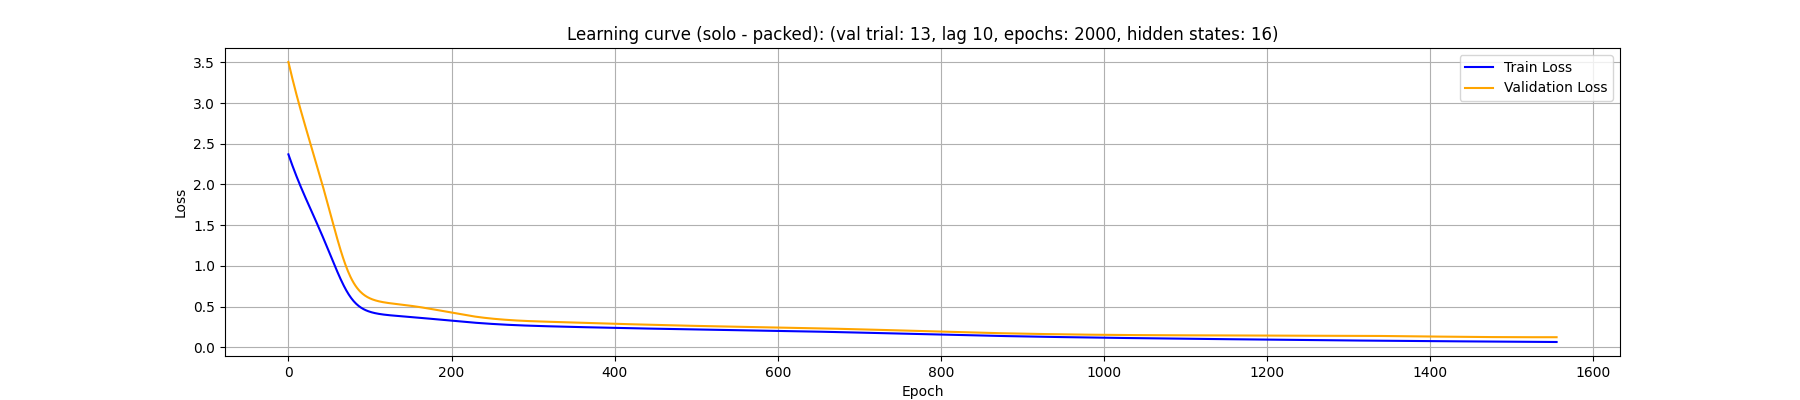 Learning curve (solo - packed): (val trial: 13, lag 10, epochs: 2000, hidden states: 16)
Train Loss
Validation Loss
3.5
3.0
2.5
2.0
1.5
1.0
0.5
0.0
Loss
0 200 400 600 800 1000 1200 1400 1600
Epoch